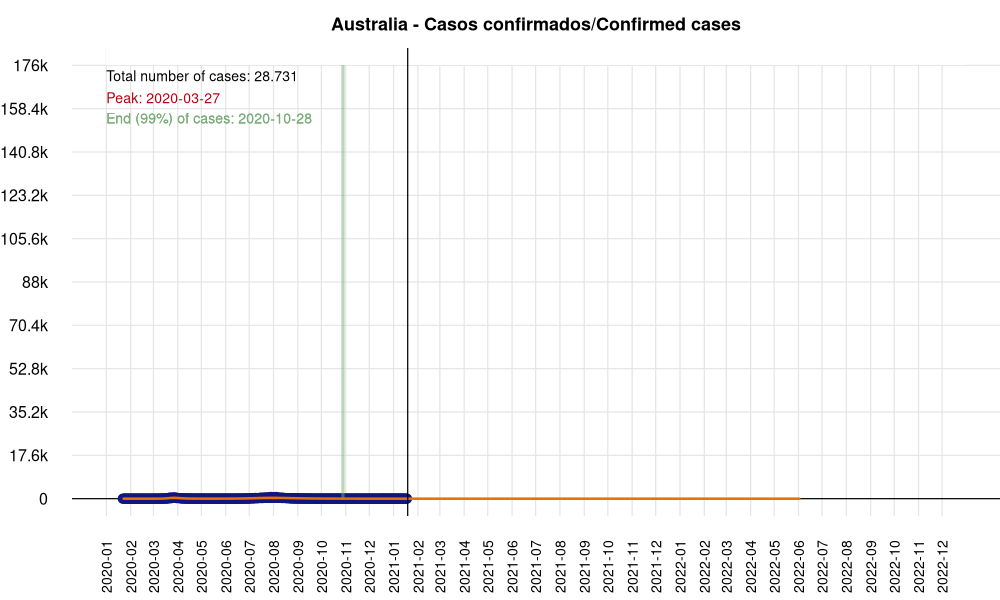 Australia - Casos confirmados/Confirmed cases
176k
Total number of cases: 28.731
Peak: 2020-03-27
158.4k
End (99%) of cases: 2020-10-28
140.8k
123.2k
105.6k
88k
70.4k
52.8k
35.2k
17.6k
0
2020-01
2020-02
2020-03
2020-04
2020-05
2020-06
2020-07
2020-08
2020-09
2020-10
2020-11
2020-12
2021-01
2021-02
2021-03
2021-04
2021-05
2021-06
2021-07
2021-08
2021-09
2021-10
2021-11
2021-12
2022-01
2022-02
2022-03
2022-04
2022-05
2022-06
2022-07
2022-08
2022-09
2022-10
2022-11
2022-12